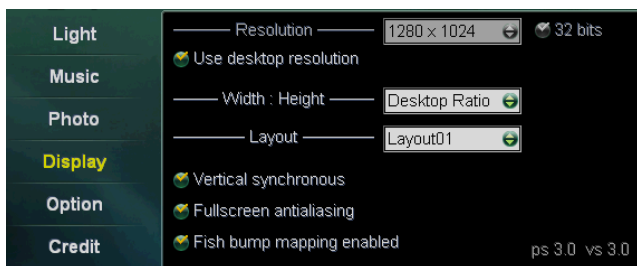 Light
Music
Photo
Display
Option
Credit
Resolution 1280 x 1024 32 bits
Use desktop resolution
Width : Height Desktop Ratio
Layout Layout01
Vertical synchronous
Fullscreen antialiasing
Fish bump mapping enabled
ps 3.0 vs 3.0